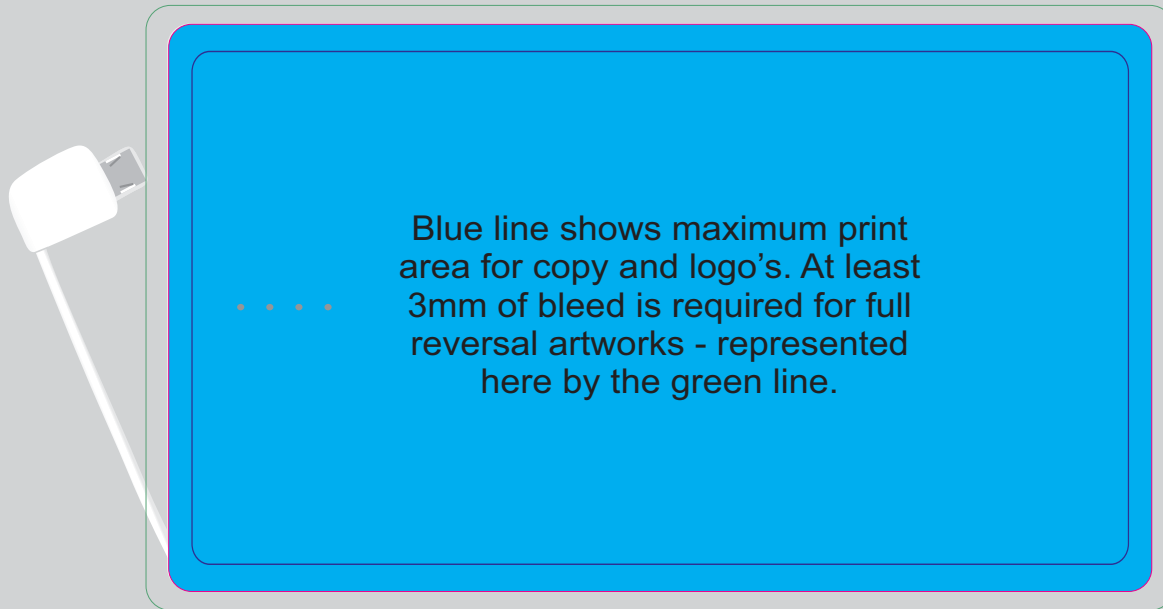 Blue line shows maximum print
area for copy and logo’s. At least
3mm of bleed is required for full
reversal artworks - represented
here by the green line.